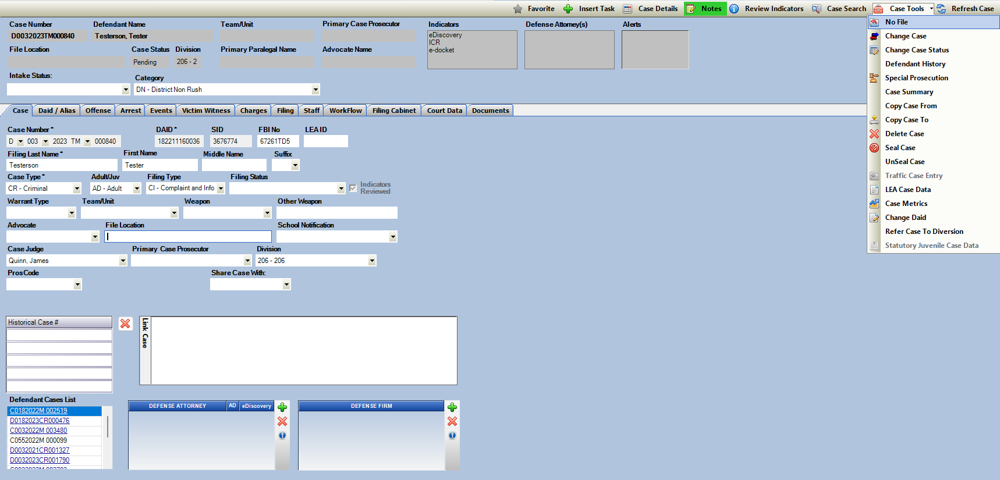 Favorite Insert Task Case Details Notes Review Indicators Case Search Case Tools Refresh Case
Case Number Defendant Name Team/Unit Primary Case Prosecutor Indicators Defense Attorney(s) Alerts
D0032023TM000840 Testerson, Tester
eDiscovery
ICR
e-docket
File Location Case Status Division Primary Paralegal Name Advocate Name
Pending 206 - 2
Intake Status: Category
DN - District Non Rush
No File
Change Case
Change Case Status
Defendant History
Special Prosecution
Case Summary
Copy Case From
Copy Case To
Delete Case
Seal Case
UnSeal Case
Traffic Case Entry
LEA Case Data
Case Metrics
Change Daid
Refer Case To Diversion
Statutory Juvenile Case Data
Case Daid / Alias Offense Arrest Events Victim Witness Charges Filing Staff WorkFlow Filing Cabinet Court Data Documents
Case Number * DAID * SID FBI No LEA ID
D 003 2023 TM 000840 182211160036 3676774 67261TD5
Filing Last Name * First Name Middle Name Suffix
Testerson Tester
Case Type * Adult/Juv Filing Type Filing Status
CR - Criminal AD - Adult CI - Complaint and Info Indicators
Reviewed
Warrant Type Team/Unit Weapon Other Weapon
Advocate File Location School Notification
Case Judge Primary Case Prosecutor Division
Quinn, James 206 - 206
ProsCode Share Case With:
Historical Case #
Link Case
Defendant Cases List
C0182022M 002519
D0182023CR000476
C0032022M 003480
C0552022M 000099
D0032021CR001327
D0032023CR001790
DEFENSE ATTORNEY AD eDiscovery
DEFENSE FIRM